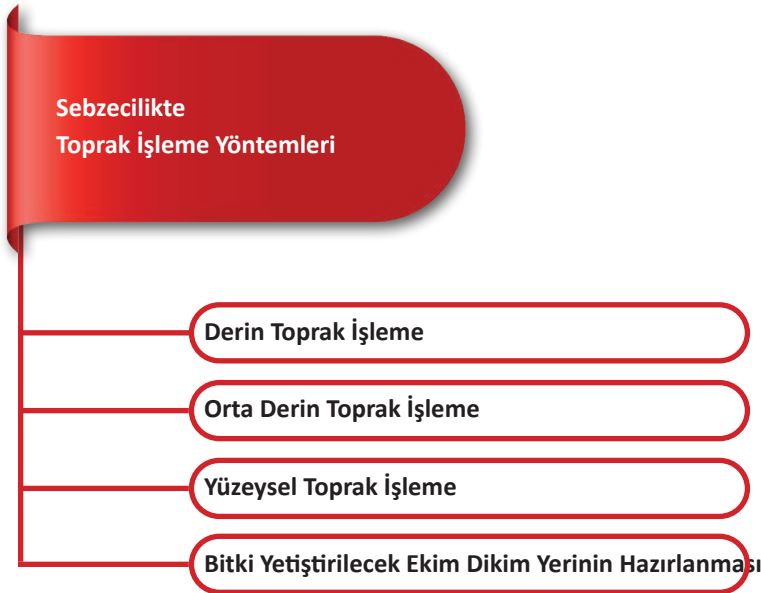 Sebzecilikte
Toprak İşleme Yöntemleri
Derin Toprak İşleme
Orta Derin Toprak İşleme
Yüzeysel Toprak İşleme
Bitki Yetiştirilecek Ekim Dikim Yerinin Hazırlanması